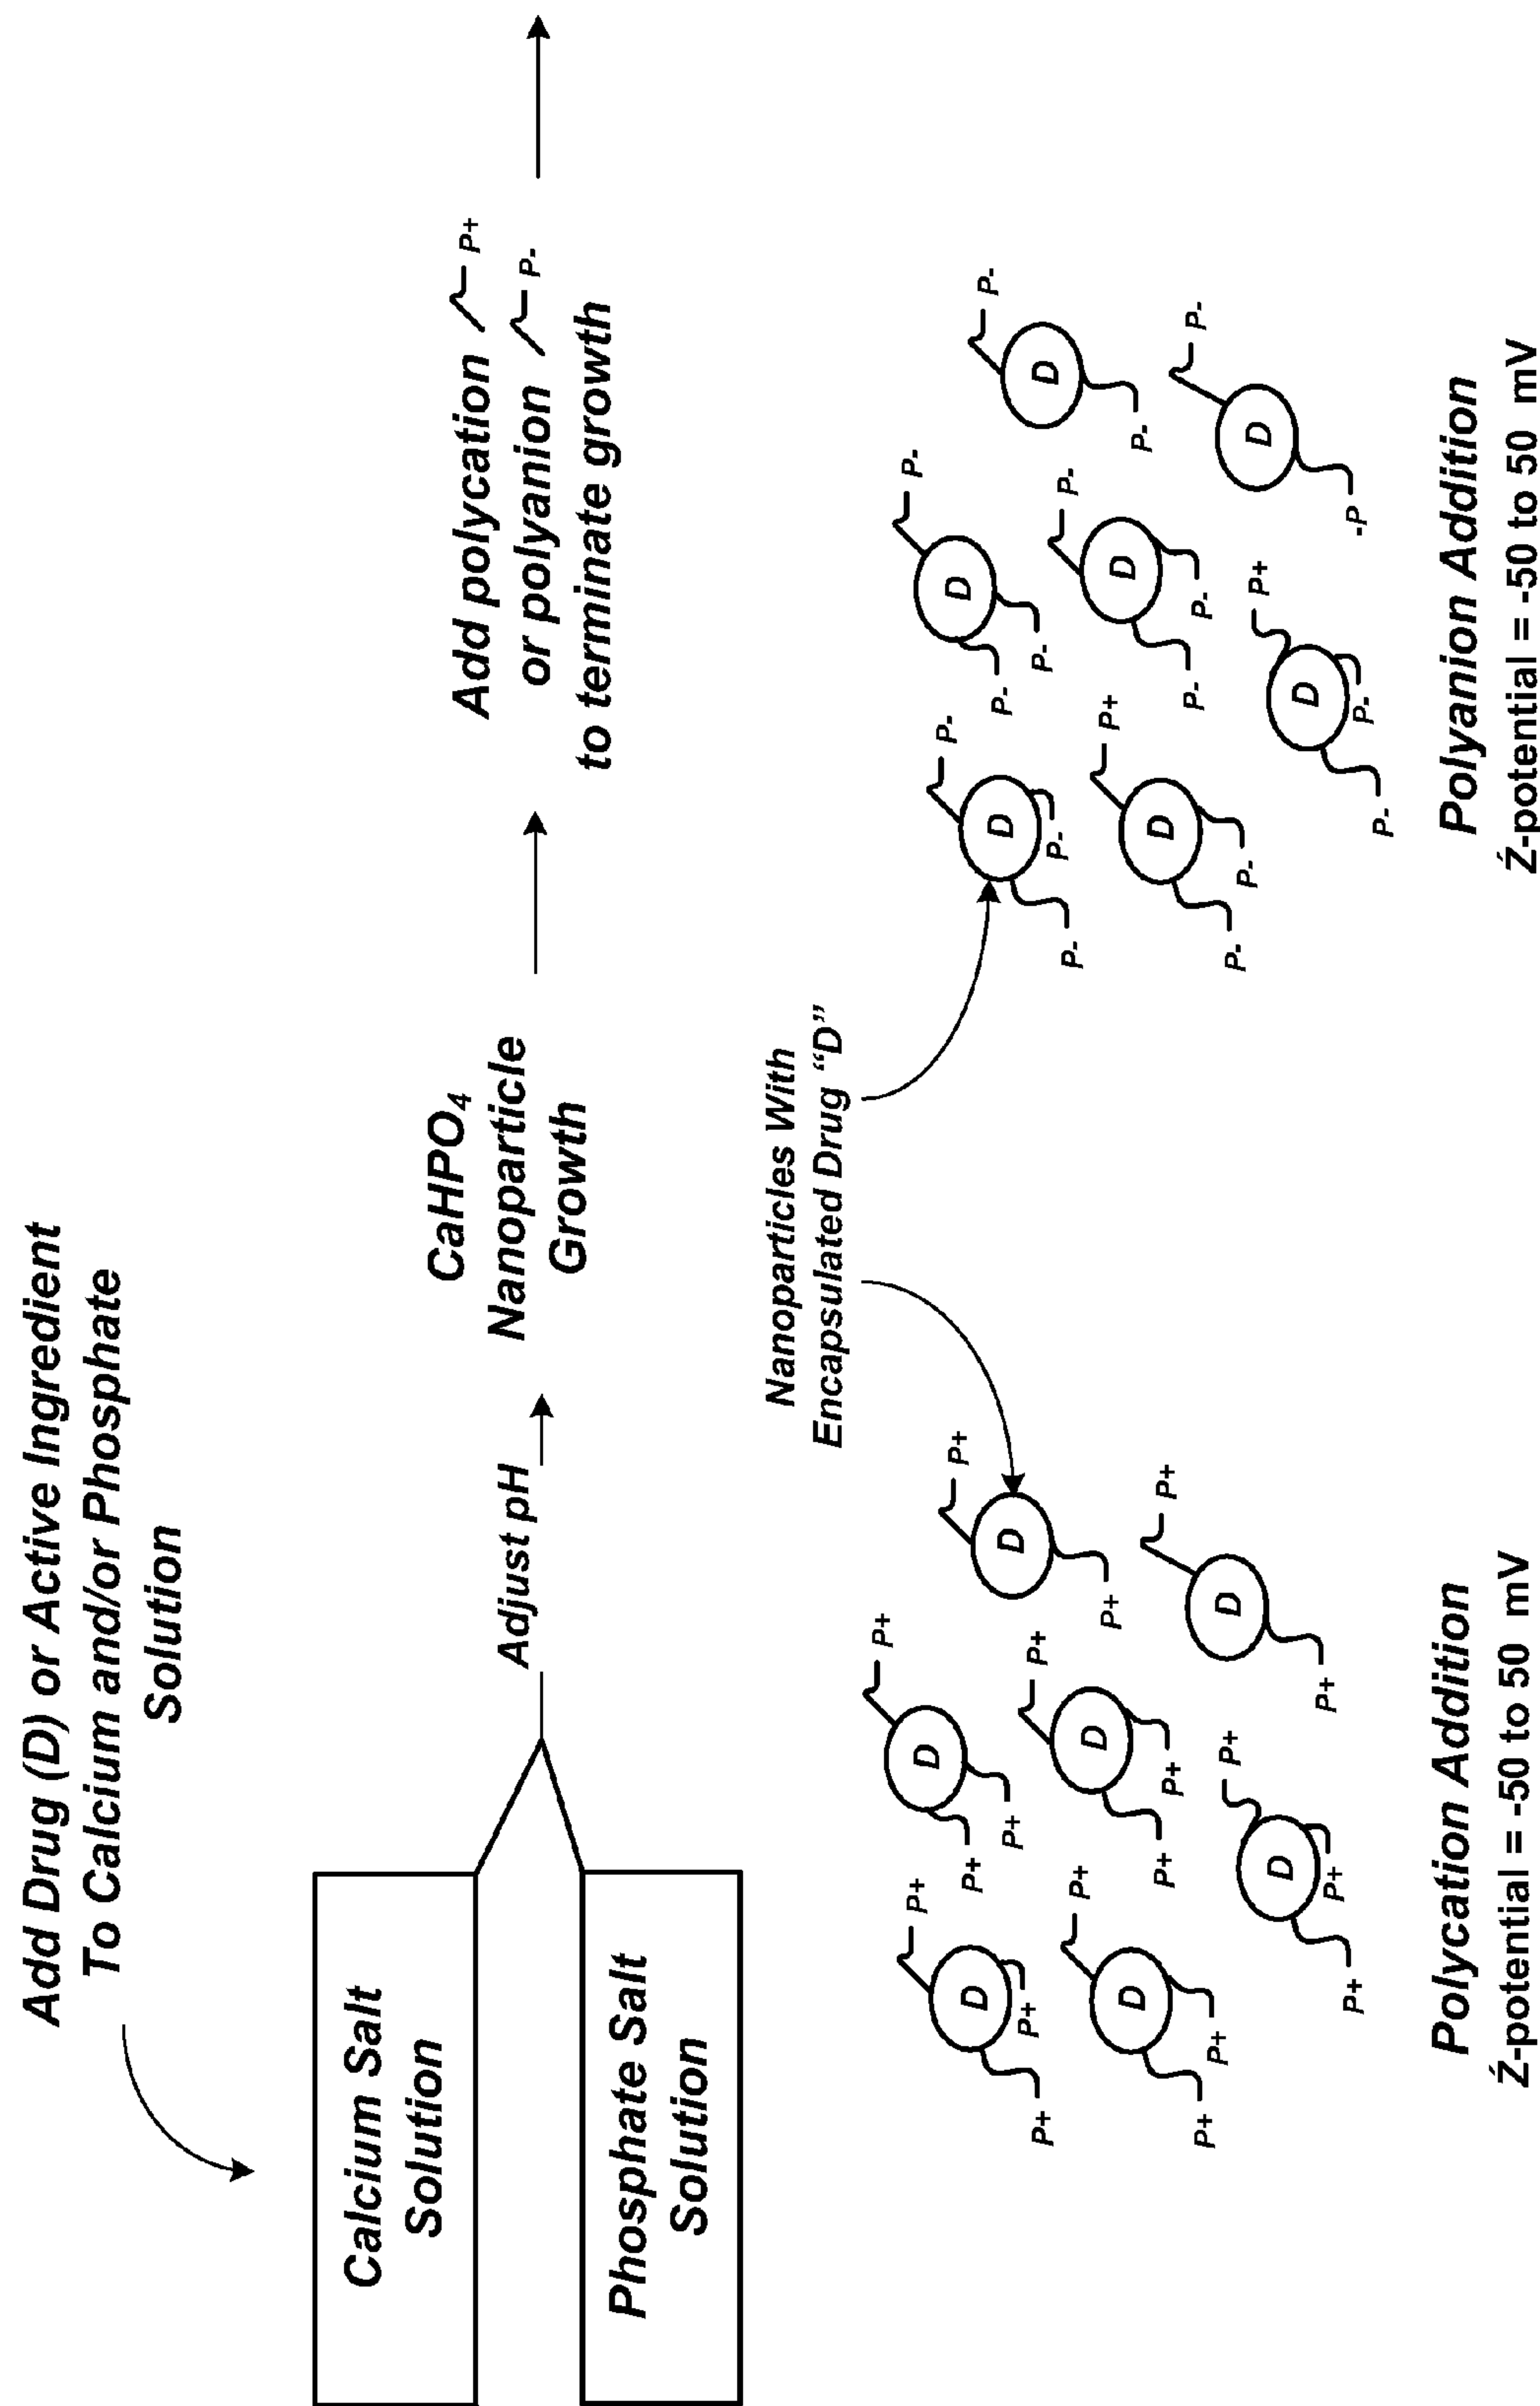 Add Drug (D) or Active Ingredient
To Calcium and/or Phosphate
Solution
Calcium Salt
Solution
Phosphate Salt
Solution
Adjust pH
CaHPO₄
Nanoparticle
Growth
Add polycation P+
or polyanion P-
to terminate growth
Nanoparticles With
Encapsulated Drug “D”
P+
D
P+
P+
P+
D
P+
P+
P+
D
P+
P+
D
P+
P+
P+
D
P+
P+
P+
D
P+
P+
P+
D
P+
Polycation Addition
Ź-potential = -50 to 50 mV
P-
D
P-
P-
P-
D
P-
P-
P-
D
P-
P+
D
P-
P-
P-
D
P-
P-
P+
D
P-
P-
P-
D
-P
Polyanion Addition
Ź-potential = -50 to 50 mV